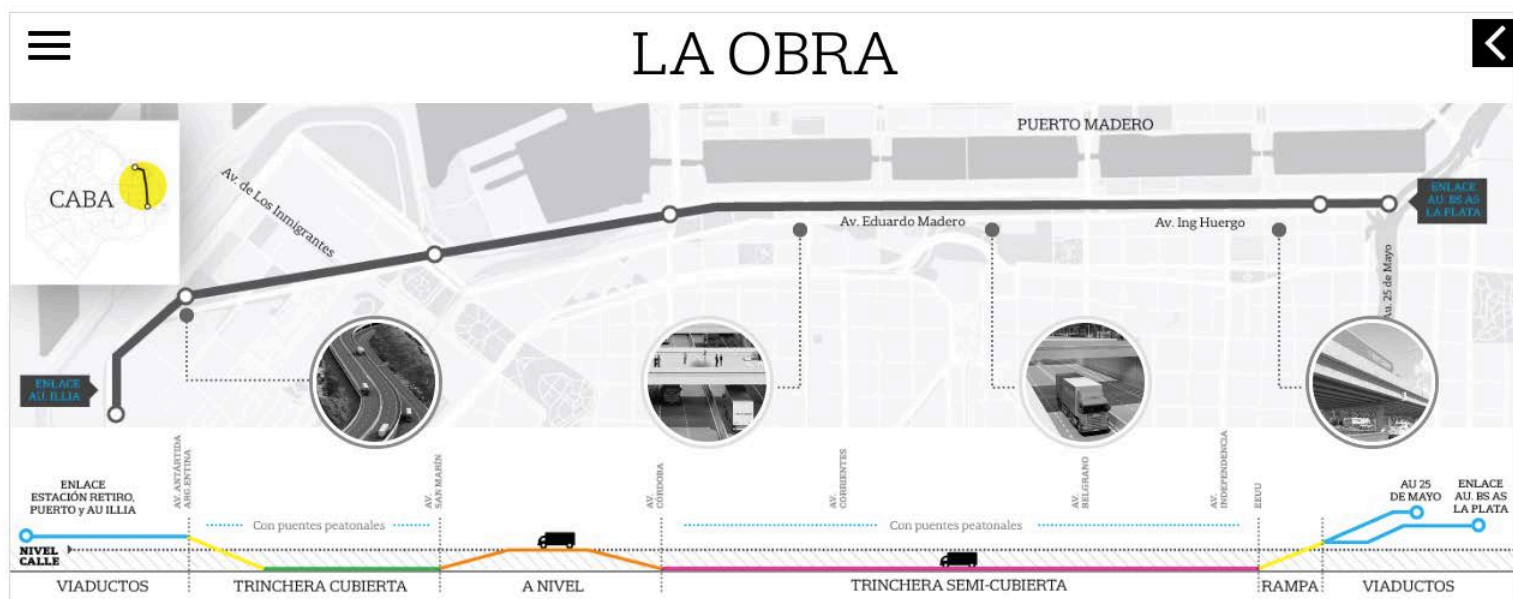 LA OBRA
PUERTO MADERO
CABA
Av. de Los Inmigrantes
ENLACE
AU. BS AS
LA PLATA
Av. Eduardo Madero
Av. Ing Huergo
Au. 25 de Mayo
ENLACE
AU. ILLIA
AV. ANTÁRTIDA
ARGENTINA
AV.
SAN MARÍN
AV.
CÓRDOBA
AV.
CORRIENTES
AV.
BELGRANO
AV.
INDEPENDENCIA
EEUU
ENLACE
ESTACIÓN RETIRO,
PUERTO y AU ILLIA
AU 25
DE MAYO
ENLACE
AU. BS AS
LA PLATA
Con puentes peatonales
Con puentes peatonales
NIVEL
CALLE
VIADUCTOS
TRINCHERA CUBIERTA
A NIVEL
TRINCHERA SEMI-CUBIERTA
RAMPA
VIADUCTOS